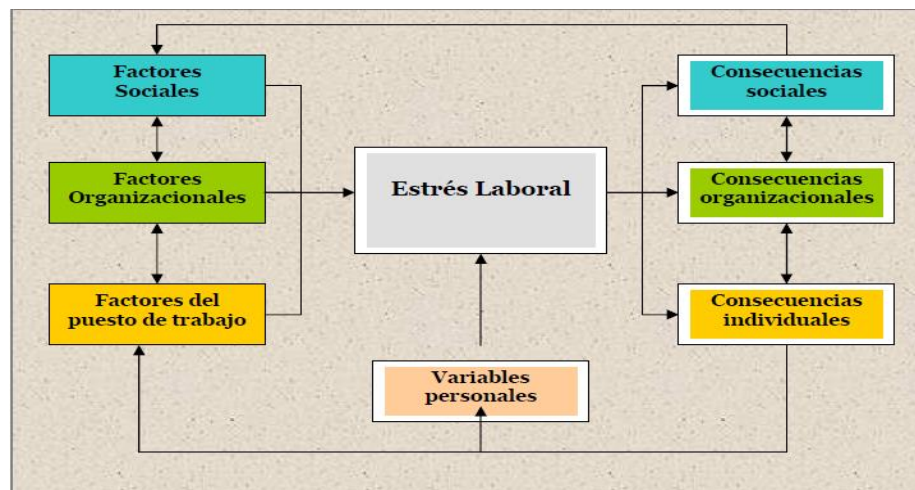 Factores
Sociales
Consecuencias
sociales
Factores
Organizacionales
Estrés Laboral
Consecuencias
organizacionales
Factores del
puesto de trabajo
Consecuencias
individuales
Variables
personales